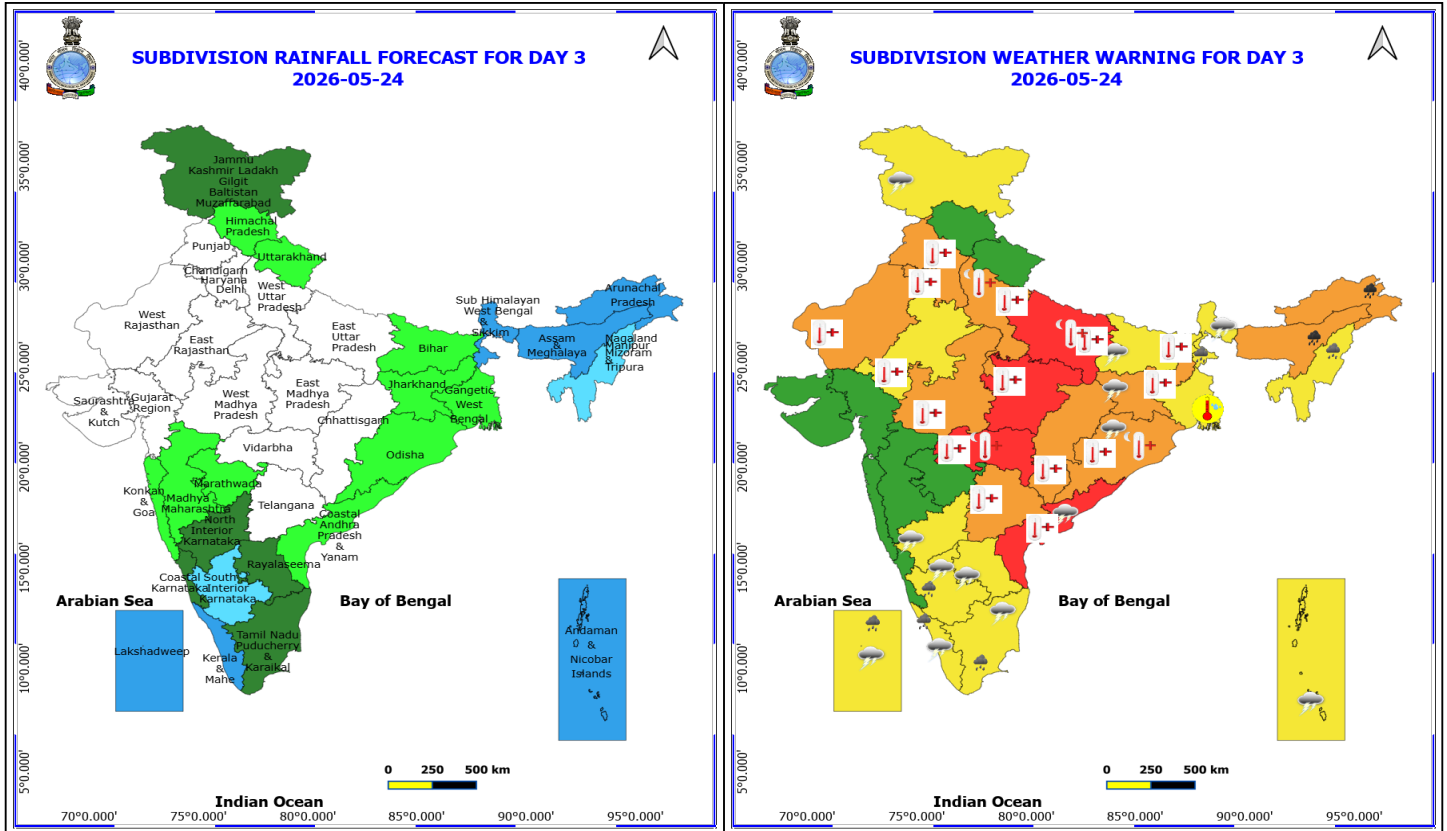 SUBDIVISION RAINFALL FORECAST FOR DAY 3
2026-05-24
40°0.000'
35°0.000'
30°0.000'
25°0.000'
20°0.000'
15°0.000'
10°0.000'
5°0.000'
Jammu
Kashmir Ladakh
Gilgit
Baltistan
Muzaffarabad
Himachal
Pradesh
Punjab
Uttarakhand
Chandigarh
Haryana
Delhi
West
Uttar
Pradesh
West
Rajasthan
East
Rajasthan
East
Uttar
Pradesh
Sub Himalayan
West Bengal
&
Sikkim
Arunachal
Pradesh
Assam
&
Meghalaya
Nagaland
Manipur
Mizoram
&
Tripura
Bihar
Jharkhand
Gangetic
West
Bengal
Saurashtra
&
Kutch
Gujarat
Region
West
Madhya
Pradesh
East
Madhya
Pradesh
Chhattisgarh
Vidarbha
Odisha
Konkan
&
Goa
Madhya
Maharashtra
Marathwada
Telangana
North
Interior
Karnataka
Coastal
Andhra
Pradesh
&
Yanam
Rayalaseema
Coastal
Karnataka
South
Interior
Karnataka
Arabian Sea
Bay of Bengal
Lakshadweep
Kerala
&
Mahe
Tamil Nadu
Puducherry
&
Karaikal
Andaman
&
Nicobar
Islands
0 250 500 km
Indian Ocean
70°0.000' 75°0.000' 80°0.000' 85°0.000' 90°0.000' 95°0.000'
SUBDIVISION WEATHER WARNING FOR DAY 3
2026-05-24
40°0.000'
35°0.000'
30°0.000'
25°0.000'
20°0.000'
15°0.000'
10°0.000'
5°0.000'
Arabian Sea
Bay of Bengal
0 250 500 km
Indian Ocean
70°0.000' 75°0.000' 80°0.000' 85°0.000' 90°0.000' 95°0.000'